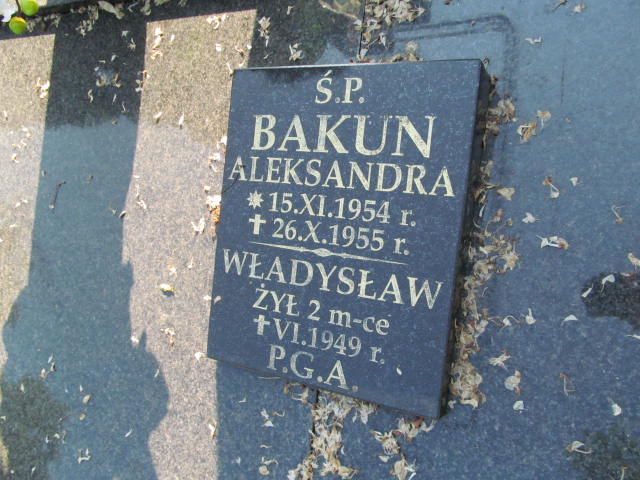 Ś.P.
BAKUN
ALEKSANDRA
* 15.XI.1954 r.
✝ 26.X.1955 r.
WŁADYSŁAW
ŻYŁ 2 m-ce
✝VI.1949 r.
P.G.A.